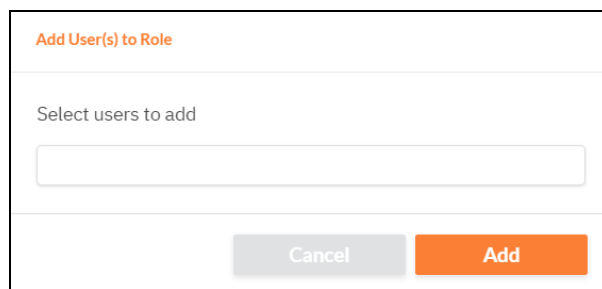 Add User(s) to Role
Select users to add
Cancel
Add